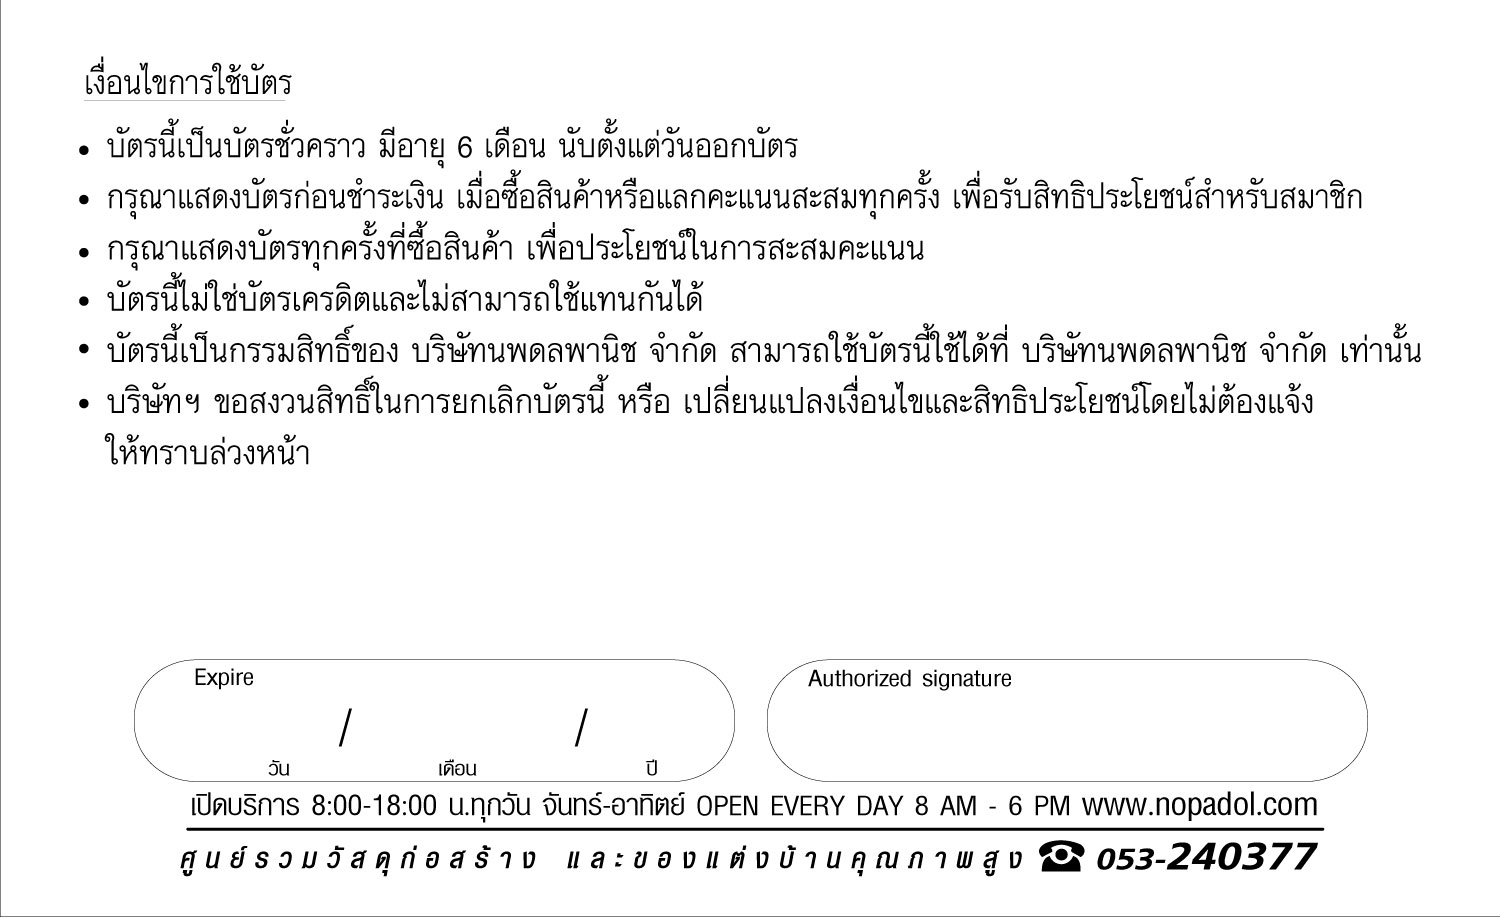 เงื่อนไขการใช้บัตร
• บัตรนี้เป็นบัตรชั่วคราว มีอายุ 6 เดือน นับตั้งแต่วันออกบัตร
• กรุณาแสดงบัตรก่อนชำระเงิน เมื่อซื้อสินค้าหรือแลกคะแนนสะสมทุกครั้ง เพื่อรับสิทธิประโยชน์สำหรับสมาชิก
• กรุณาแสดงบัตรทุกครั้งที่ซื้อสินค้า เพื่อประโยชน์ในการสะสมคะแนน
• บัตรนี้ไม่ใช่บัตรเครดิตและไม่สามารถใช้แทนกันได้
• บัตรนี้เป็นกรรมสิทธิ์ของ บริษัทนพดลพานิช จำกัด สามารถใช้บัตรนี้ใช้ได้ที่ บริษัทนพดลพานิช จำกัด เท่านั้น
• บริษัทฯ ขอสงวนสิทธิ์ในการยกเลิกบัตรนี้ หรือ เปลี่ยนแปลงเงื่อนไขและสิทธิประโยชน์โดยไม่ต้องแจ้ง
ให้ทราบล่วงหน้า
Expire
/ /
วัน เดือน ปี
Authorized signature
เปิดบริการ 8:00-18:00 น.ทุกวัน จันทร์-อาทิตย์ OPEN EVERY DAY 8 AM - 6 PM www.nopadol.com
ศูนย์รวมวัสดุก่อสร้าง และของแต่งบ้านคุณภาพสูง ☎ 053-240377